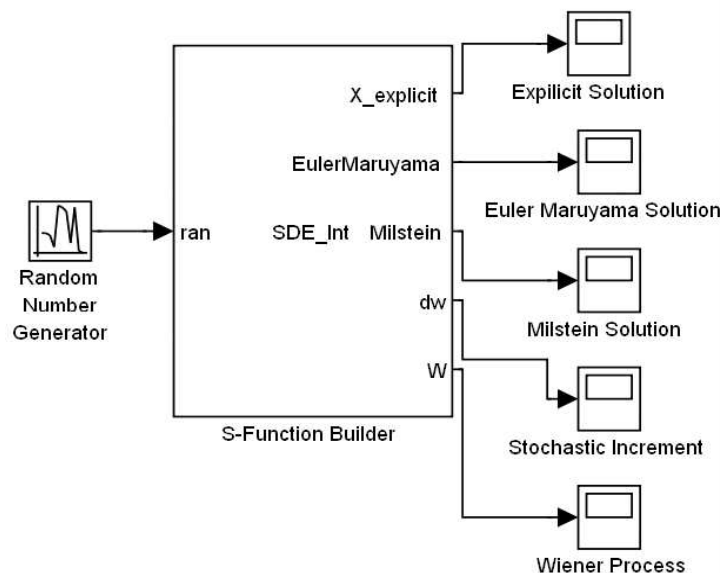 X_explicit
Expilicit Solution
EulerMaruyama
Euler Maruyama Solution
ran
SDE_Int
Milstein
Random
Number
Generator
Milstein Solution
dw
W
S-Function Builder
Stochastic Increment
Wiener Process